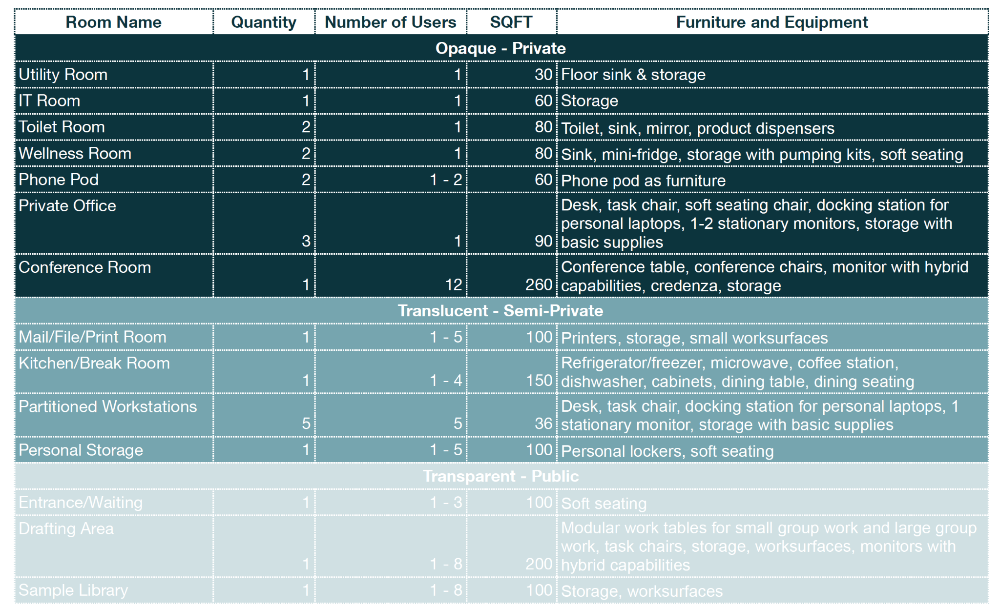 Room Name Quantity Number of Users SQFT Furniture and Equipment
Opaque - Private
Utility Room 1 1 30 Floor sink & storage
IT Room 1 1 60 Storage
Toilet Room 2 1 80 Toilet, sink, mirror, product dispensers
Wellness Room 2 1 80 Sink, mini-fridge, storage with pumping kits, soft seating
Phone Pod 2 1 - 2 60 Phone pod as furniture
Private Office 3 1 90 Desk, task chair, soft seating chair, docking station for
personal laptops, 1-2 stationary monitors, storage with
basic supplies
Conference Room 1 12 260 Conference table, conference chairs, monitor with hybrid
capabilities, credenza, storage
Translucent - Semi-Private
Mail/File/Print Room 1 1 - 5 100 Printers, storage, small worksurfaces
Kitchen/Break Room 1 1 - 4 150 Refrigerator/freezer, microwave, coffee station,
dishwasher, cabinets, dining table, dining seating
Partitioned Workstations 5 5 36 Desk, task chair, docking station for personal laptops, 1
stationary monitor, storage with basic supplies
Personal Storage 1 1 - 5 100 Personal lockers, soft seating
Transparent - Public
Entrance/Waiting 1 1 - 3 100 Soft seating
Drafting Area 1 1 - 8 200 Modular work tables for small group work and large group
work, task chairs, storage, worksurfaces, monitors with
hybrid capabilities
Sample Library 1 1 - 8 100 Storage, worksurfaces